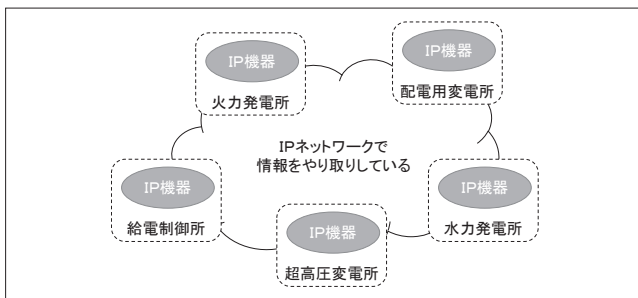 IP機器
火力発電所
IP機器
配電用変電所
IPネットワークで
情報をやり取りしている
IP機器
給電制御所
IP機器
超高圧変電所
IP機器
水力発電所